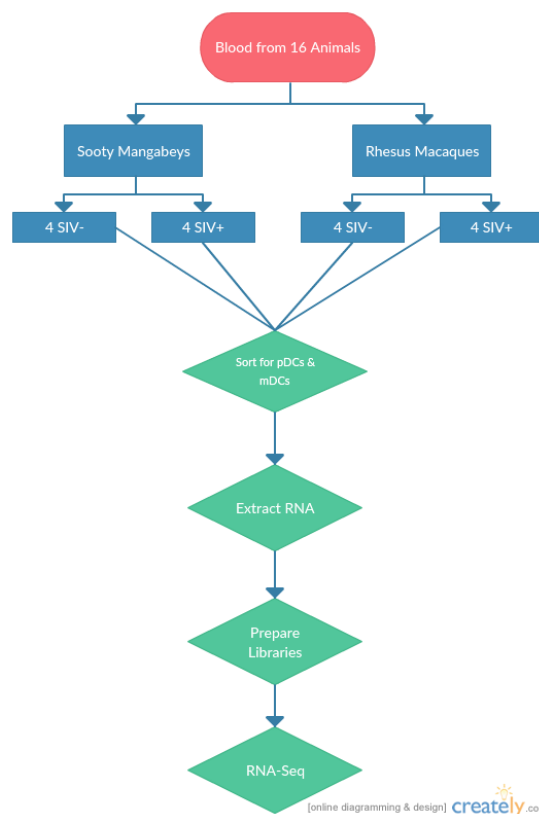 Blood from 16 Animals
Sooty Mangabeys
Rhesus Macaques
4 SIV-
4 SIV+
4 SIV-
4 SIV+
Sort for pDCs &
mDCs
Extract RNA
Prepare
Libraries
RNA-Seq
[online diagramming & design] creately.co